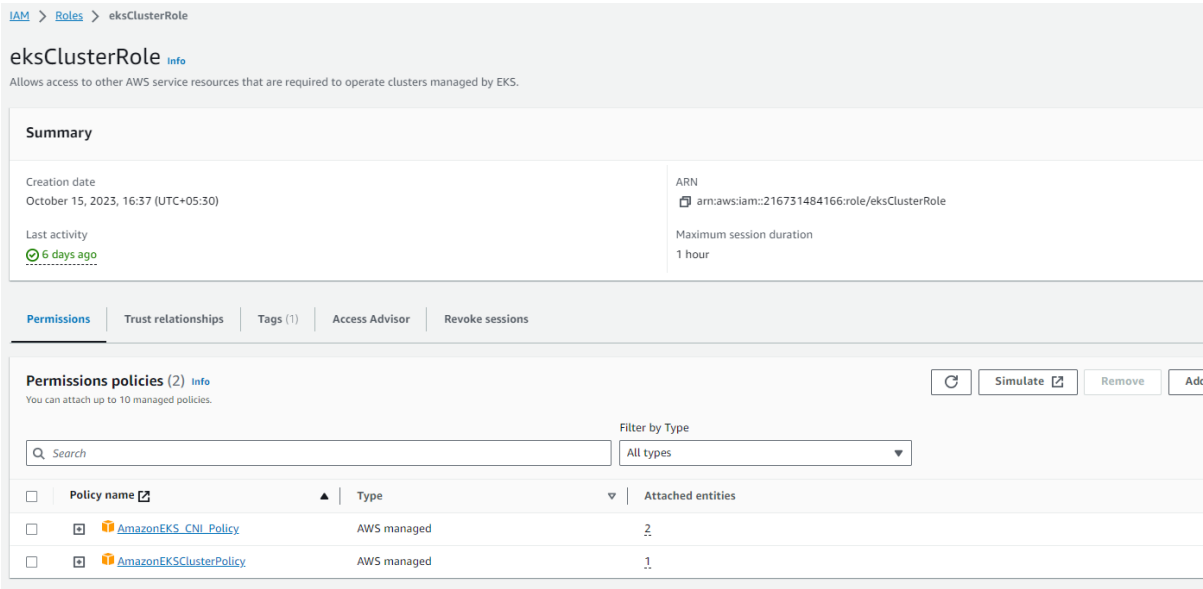 IAM > Roles > eksClusterRole
eksClusterRole Info
Allows access to other AWS service resources that are required to operate clusters managed by EKS.
Summary
Creation date
October 15, 2023, 16:37 (UTC+05:30)
ARN
arn:aws:iam::216731484166:role/eksClusterRole
Last activity
6 days ago
Maximum session duration
1 hour
Permissions Trust relationships Tags (1) Access Advisor Revoke sessions
Permissions policies (2) Info
You can attach up to 10 managed policies.
Simulate Remove Add
Filter by Type
Search All types
Policy name Type Attached entities
AmazonEKS_CNI_Policy AWS managed 2
AmazonEKSClusterPolicy AWS managed 1